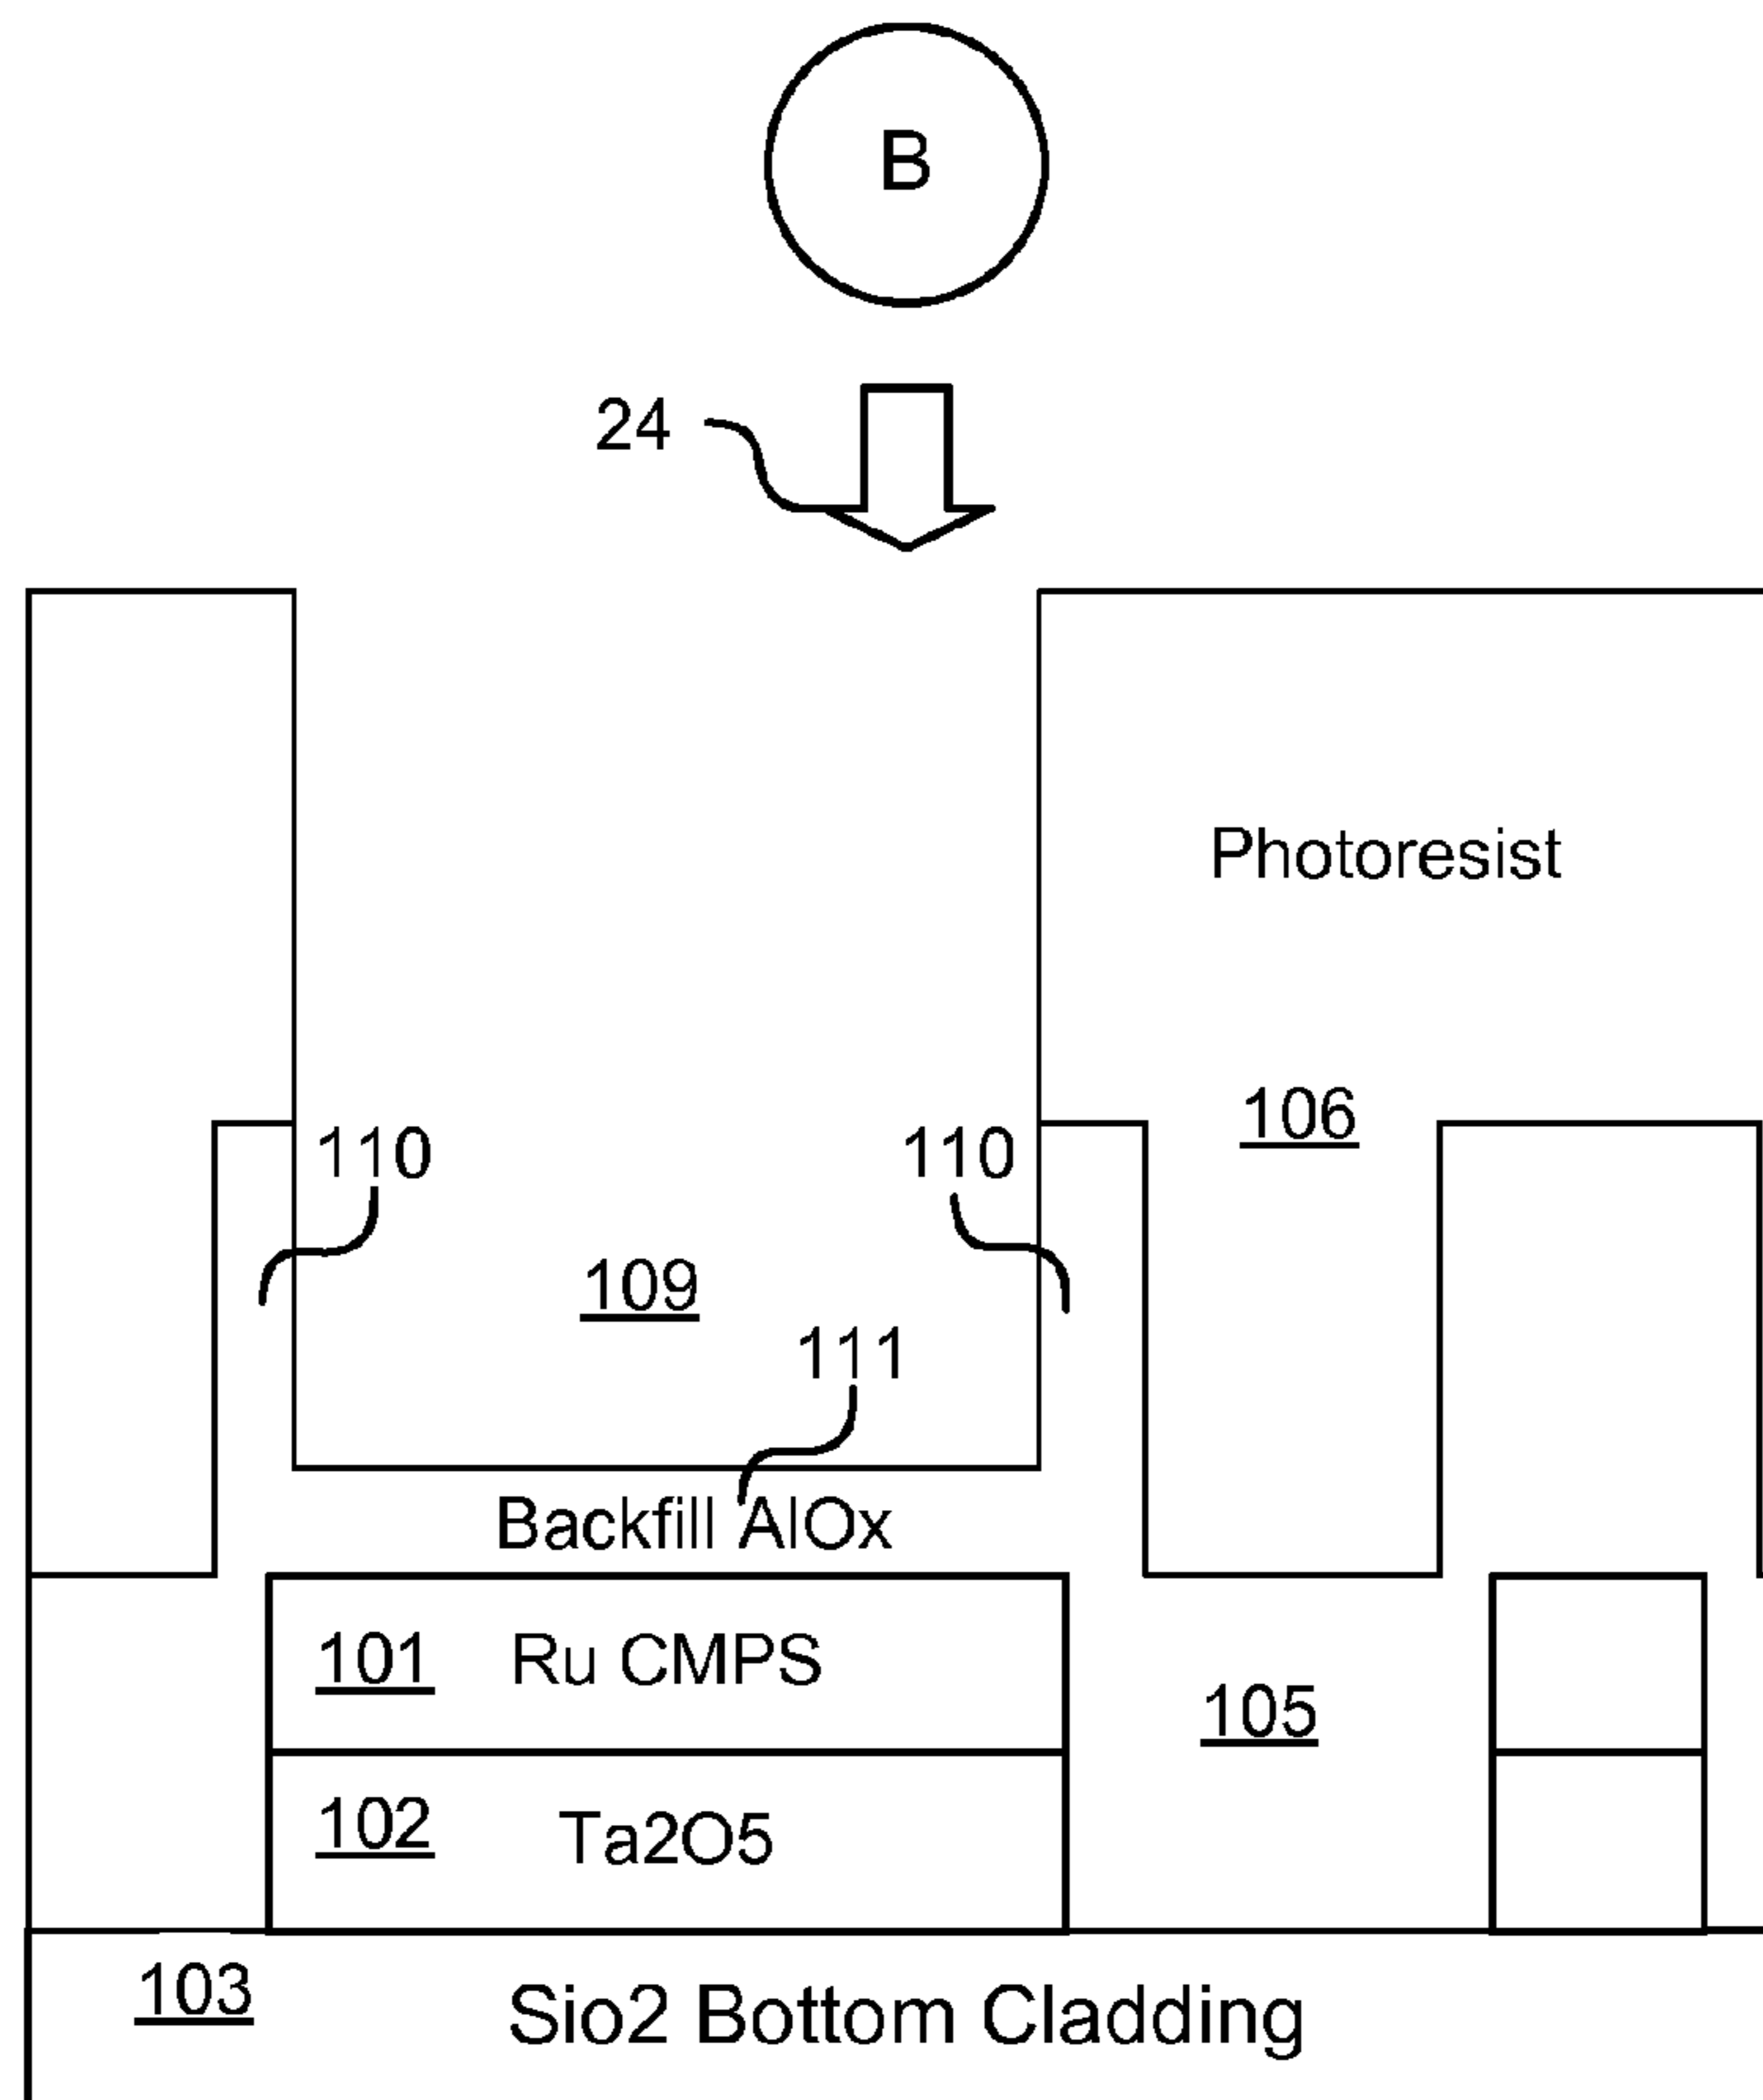 B
24
Photoresist
106
110
110
109
111
Backfill AlOx
101 Ru CMPS
105
102 Ta2O5
103 Sio2 Bottom Cladding